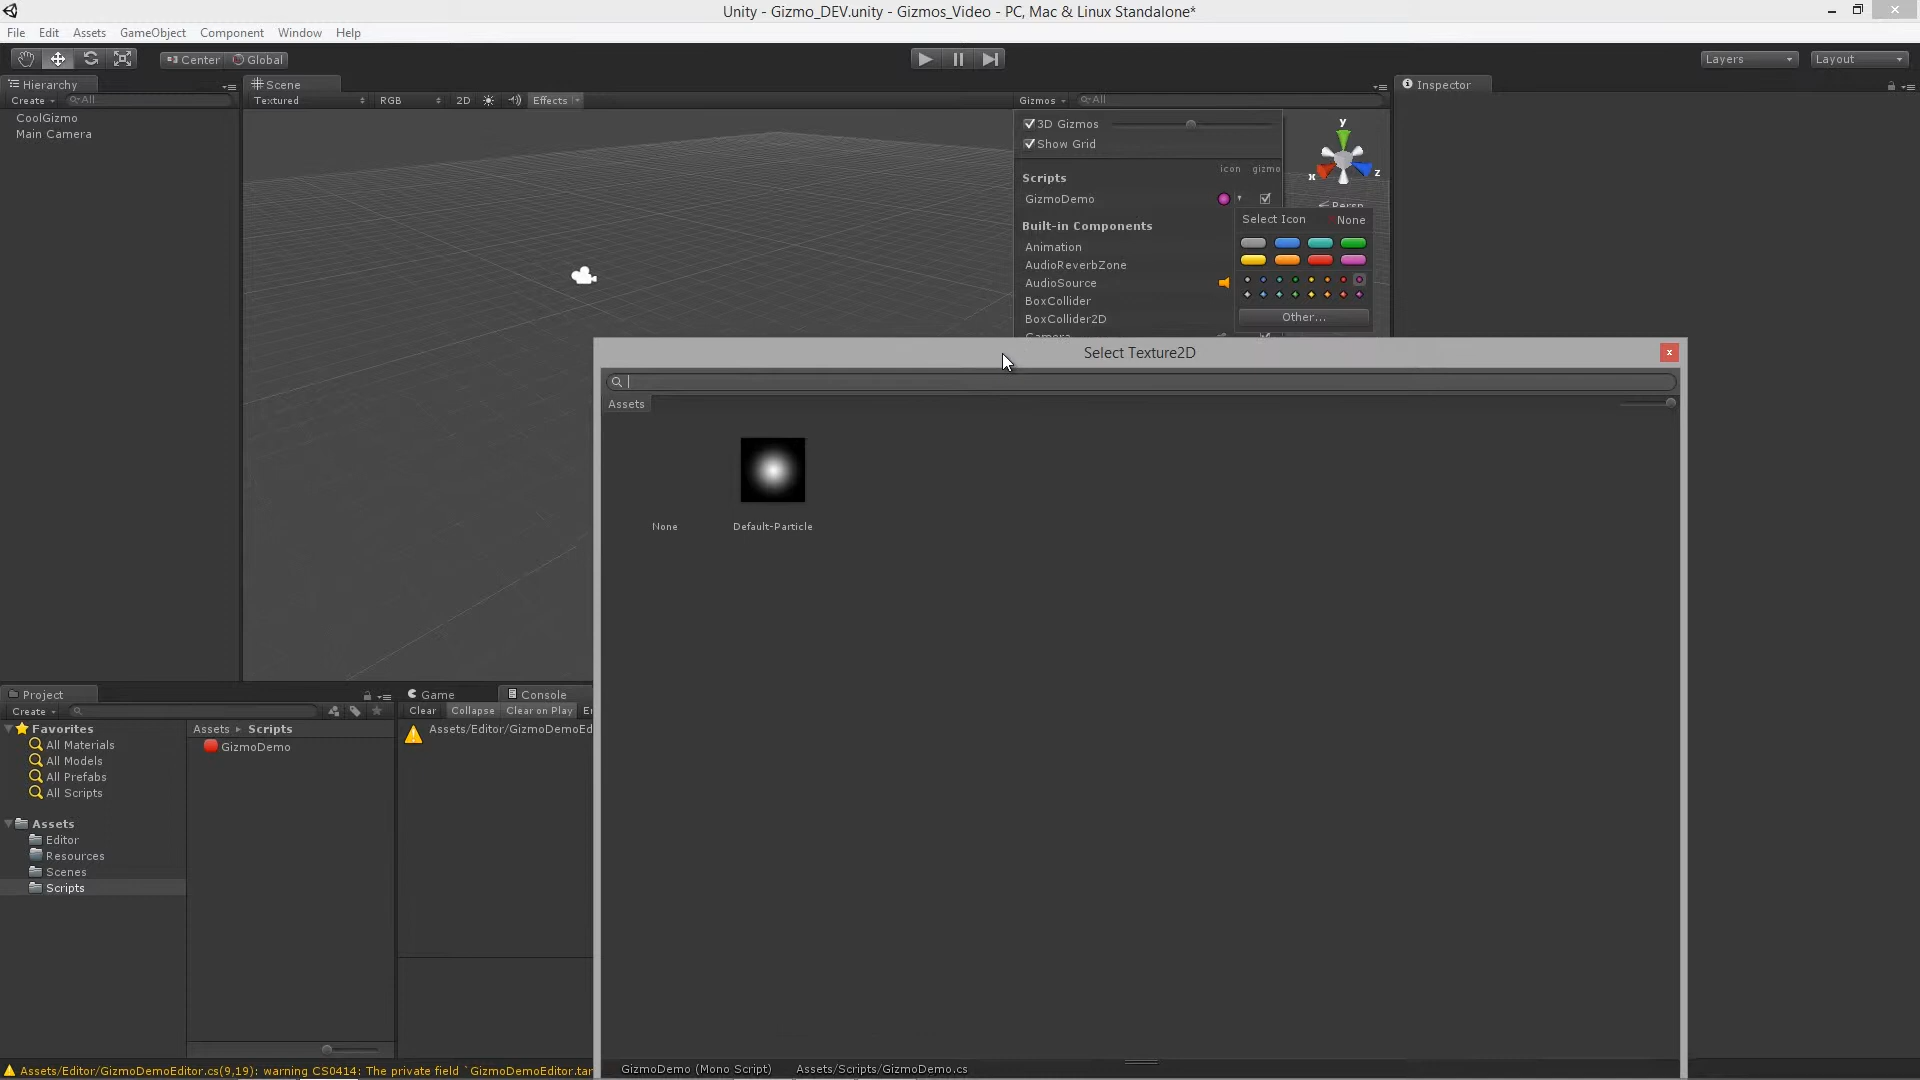 Unity - Gizmo_DEV.unity - Gizmos_Video - PC, Mac & Linux Standalone*
File Edit Assets GameObject Component Window Help
Center Global Layers Layout
Hierarchy
Create All
CoolGizmo
Main Camera
Scene
Textured RGB 2D Effects Gizmos All
3D Gizmos
Show Grid
icon gizmo
Scripts
GizmoDemo
Built-in Components
Animation
AudioReverbZone
AudioSource
BoxCollider
BoxCollider2D
Camera
y
x
z
Persp
Select Icon None
Other...
Inspector
Select Texture2D
x
Assets
None
Default-Particle
GizmoDemo (Mono Script) Assets/Scripts/GizmoDemo.cs
Project
Create
Favorites
All Materials
All Models
All Prefabs
All Scripts
Assets
Editor
Resources
Scenes
Scripts
Assets Scripts
GizmoDemo
Game Console
Clear Collapse Clear on Play
Assets/Editor/GizmoDemoEd
Assets/Editor/GizmoDemoEditor.cs(9,19): warning CS0414: The private field `GizmoDemoEditor.tar